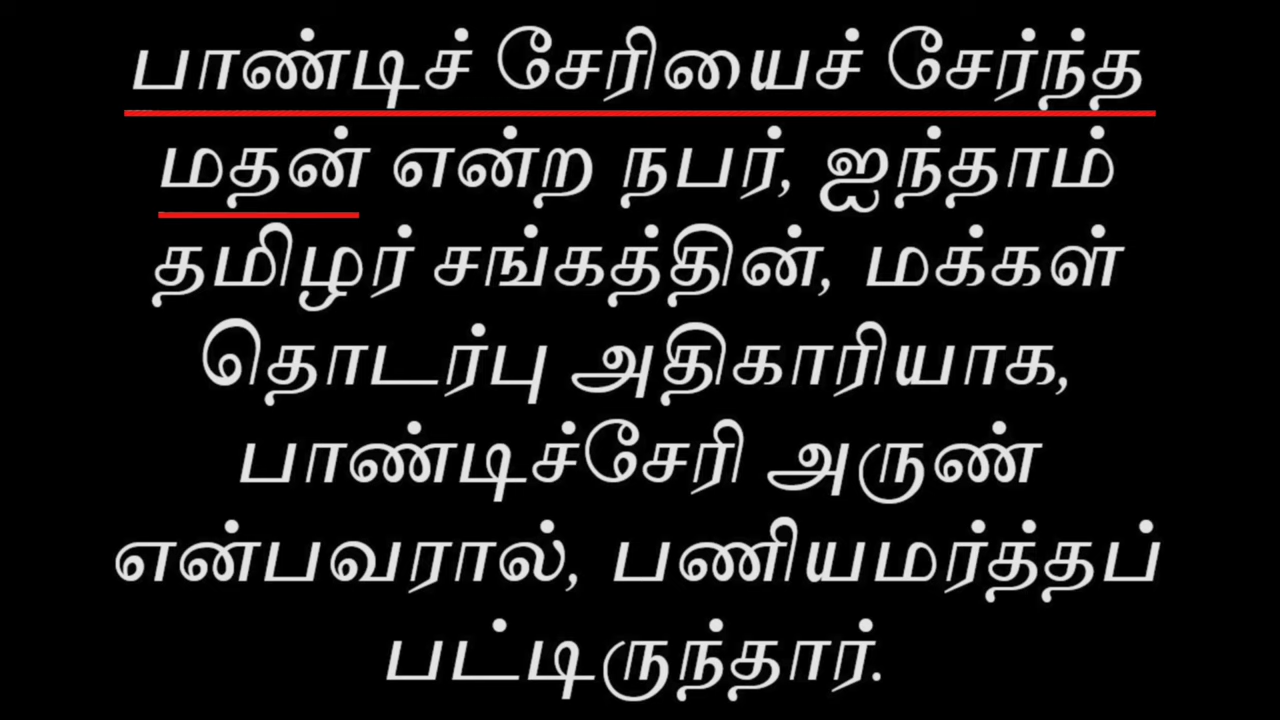 பாண்டிச் சேரியைச் சேர்ந்த
மதன் என்ற நபர், ஐந்தாம்
தமிழர் சங்கத்தின், மக்கள்
தொடர்பு அதிகாரியாக,
பாண்டிச்சேரி அருண்
என்பவரால், பணியமர்த்தப்
பட்டிருந்தார்.